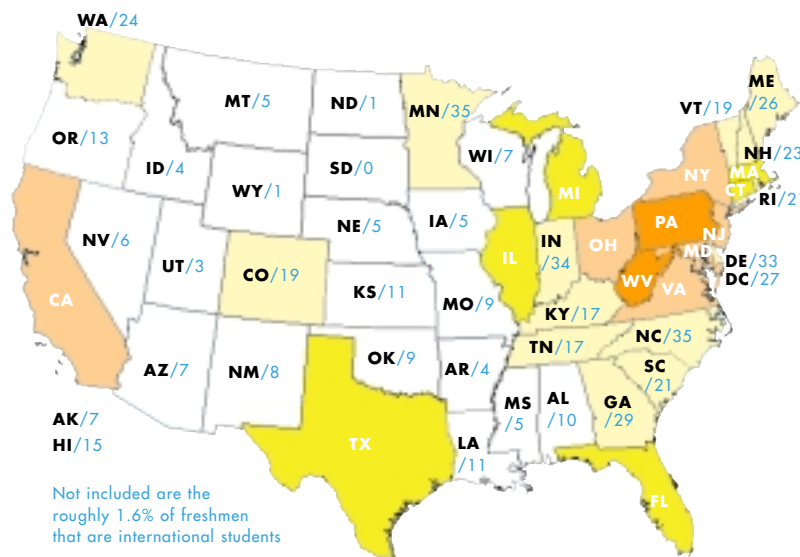 WA/24
MT/5
ND/1
MN/35
VT/19
ME
/26
OR/13
ID/4
WY/1
SD/0
WI/7
MI
NY
NH/23
MA
CT
NV/6
UT/3
CO/19
NE/5
IA/5
IL
IN
/34
OH
PA
NJ
MD
DE/33
DC/27
CA
KS/11
MO/9
KY/17
WV
VA
AZ/7
NM/8
OK/9
AR/4
TN/17
NC/35
SC
/21
AK/7
HI/15
TX
LA
/11
MS
/5
AL
/10
GA
/29
FL
Not included are the
roughly 1.6% of freshmen
that are international students